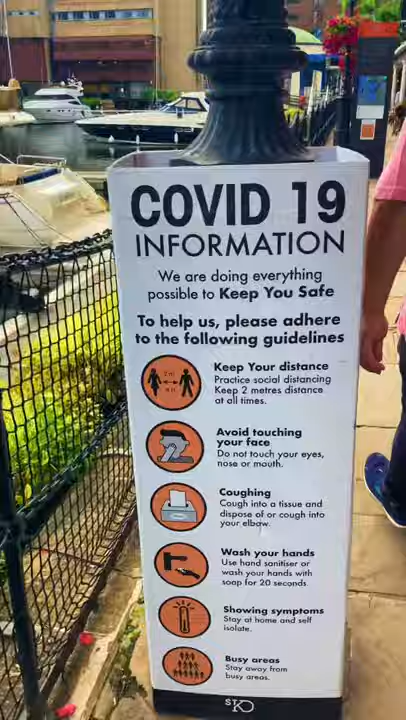 COVID 19
INFORMATION
We are doing everything
possible to Keep You Safe
To help us, please adhere
to the following guidelines
Keep Your distance
Practice social distancing
Keep 2 metres distance
at all times.
Avoid touching
your face
Do not touch your eyes,
nose or mouth.
Coughing
Cough into a tissue and
dispose of or cough into
your elbow.
Wash your hands
Use hand sanitiser or
wash your hands with
soap for 20 seconds.
Showing symptoms
Stay at home and self
isolate.
Busy areas
Stay away from
busy areas.